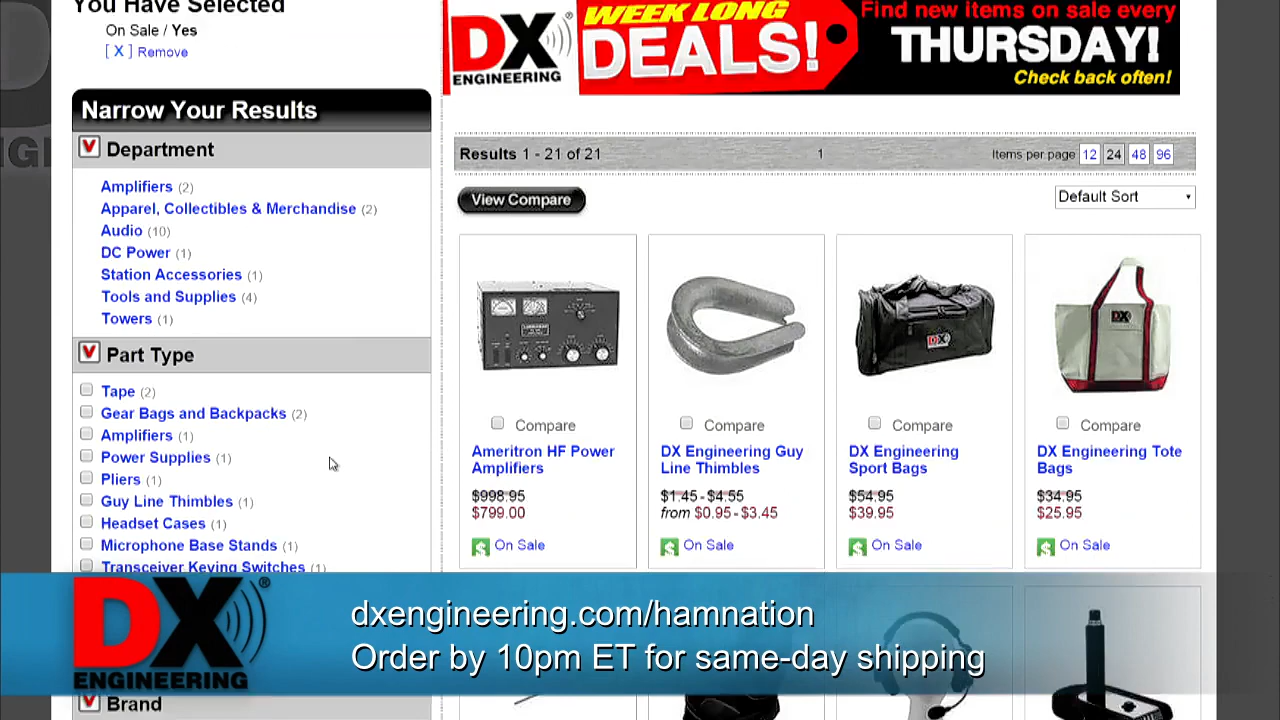 You Have Selected
On Sale / Yes
[ X ] Remove
Narrow Your Results
Department
Amplifiers (2)
Apparel, Collectibles & Merchandise (2)
Audio (10)
DC Power (1)
Station Accessories (1)
Tools and Supplies (4)
Towers (1)
Part Type
Tape (2)
Gear Bags and Backpacks (2)
Amplifiers (1)
Power Supplies (1)
Pliers (1)
Guy Line Thimbles (1)
Headset Cases (1)
Microphone Base Stands (1)
Transceiver Keying Switches (1)
Brand
DX
ENGINEERING
WEEK LONG
DEALS!
Find new items on sale every
THURSDAY!
Check back often!
Results 1 - 21 of 21
1
Items per page 12 24 48 96
View Compare
Default Sort
DX
DX
Compare
Compare
Compare
Compare
Ameritron HF Power
Amplifiers
$998.95
$799.00
On Sale
DX Engineering Guy
Line Thimbles
$1.45 - $4.55
from $0.95 - $3.45
On Sale
DX Engineering
Sport Bags
$54.95
$39.95
On Sale
DX Engineering Tote
Bags
$34.95
$25.95
On Sale
DX
ENGINEERING
dxengineering.com/hamnation
Order by 10pm ET for same-day shipping